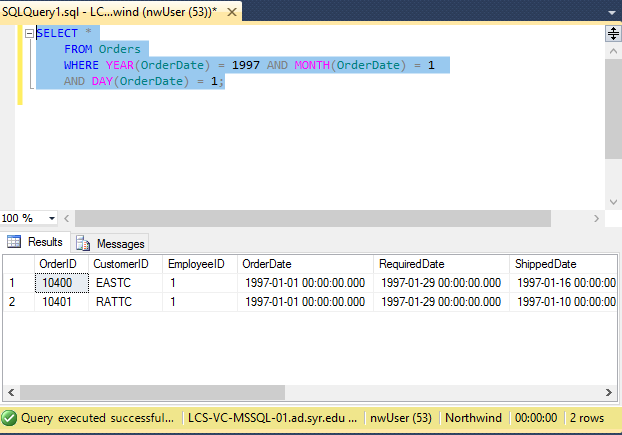 SQLQuery1.sql - LC...wind (nwUser (53))* ×
SELECT *
FROM Orders
WHERE YEAR(OrderDate) = 1997 AND MONTH(OrderDate) = 1
AND DAY(OrderDate) = 1;
100 %
Results Messages
OrderID CustomerID EmployeeID OrderDate RequiredDate ShippedDate
1 10400 EASTC 1 1997-01-01 00:00:00.000 1997-01-29 00:00:00.000 1997-01-16 00:00:00
2 10401 RATTC 1 1997-01-01 00:00:00.000 1997-01-29 00:00:00.000 1997-01-10 00:00:00
Query executed successful... LCS-VC-MSSQL-01.ad.syr.edu ... nwUser (53) Northwind 00:00:00 2 rows